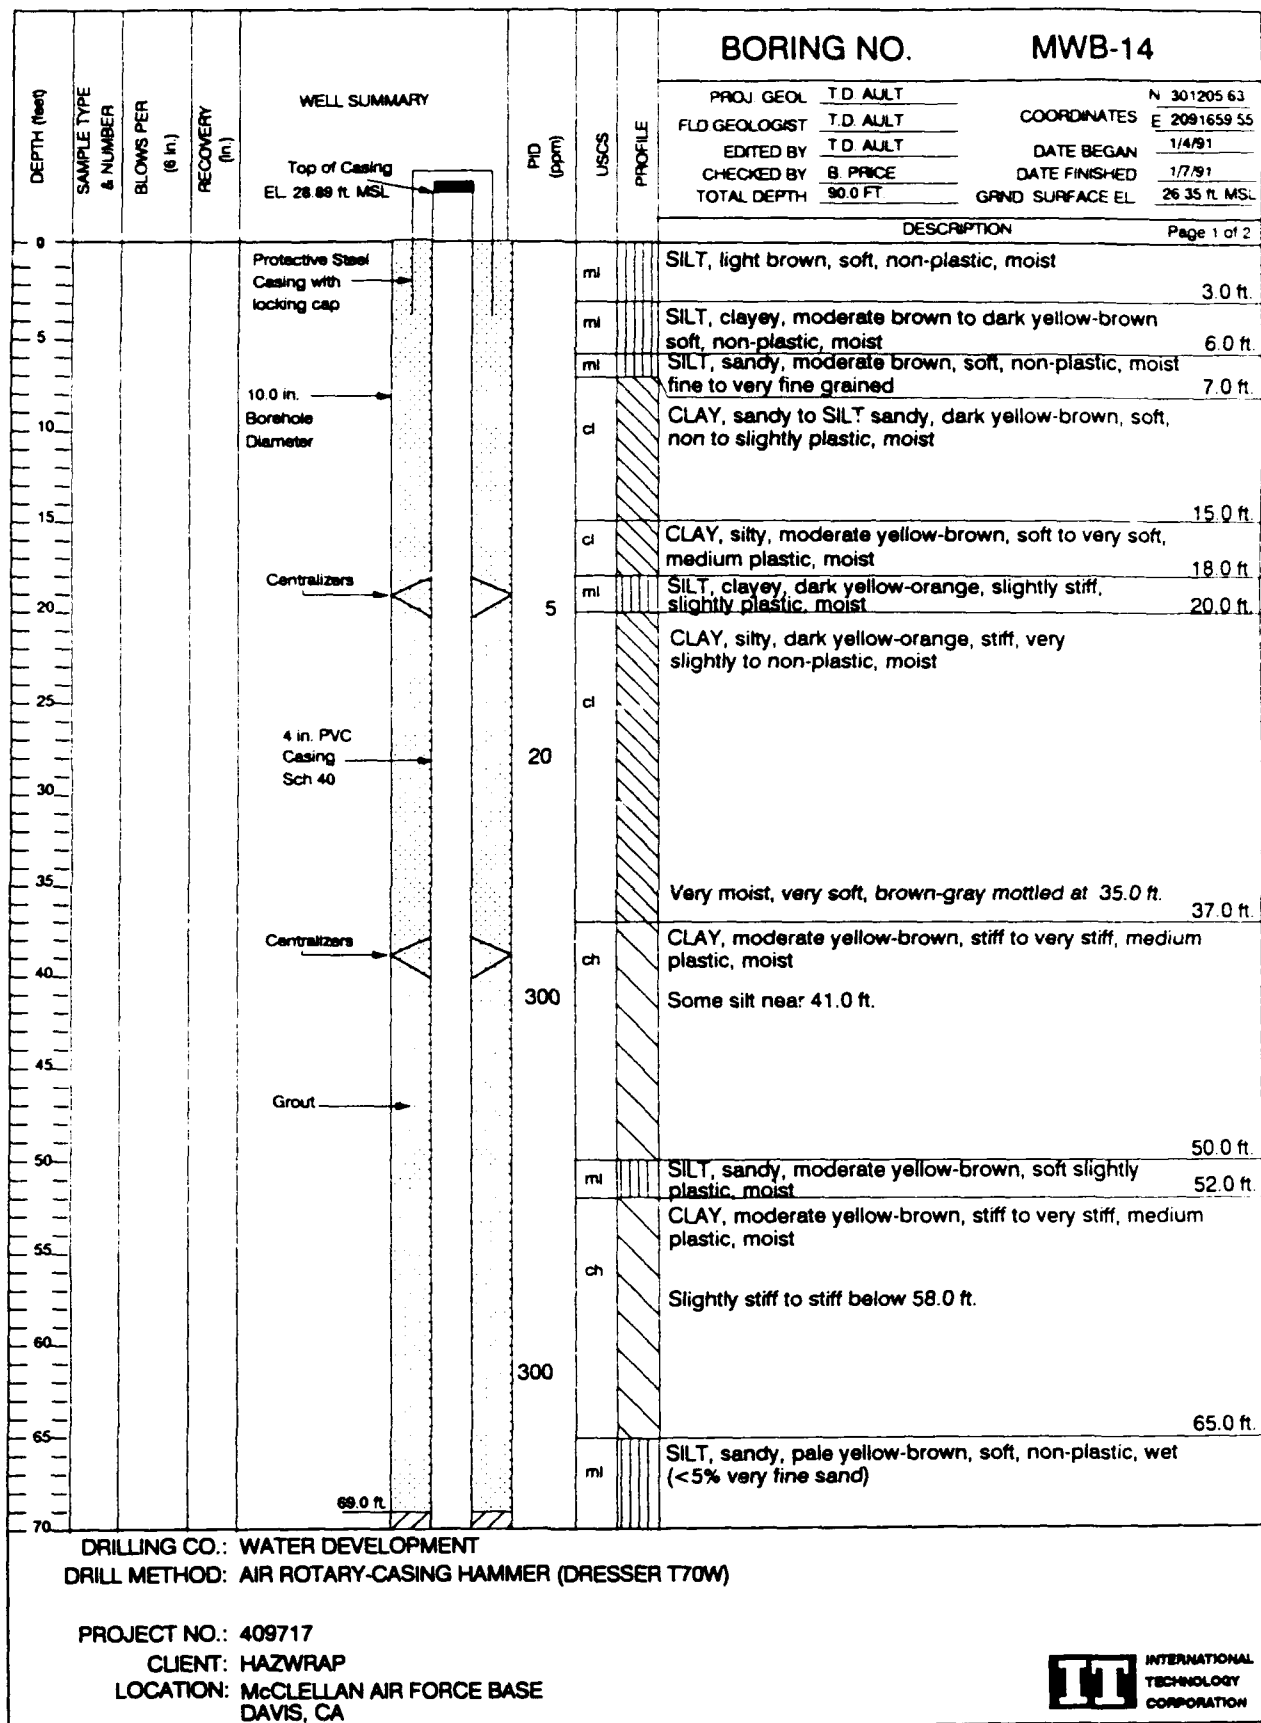 BORING NO. MWB-14
DEPTH (feet)
SAMPLE TYPE & NUMBER
BLOWS PER (6 in.)
RECOVERY (in.)
WELL SUMMARY
Top of Casing
EL. 28.89 ft. MSL
PID (ppm)
USCS
PROFILE
PROJ GEOL T.D. AULT
FLD GEOLOGIST T.D. AULT
EDITED BY T.D. AULT
CHECKED BY B. PRICE
TOTAL DEPTH 90.0 FT
COORDINATES N 301205 63
E 2091659 55
DATE BEGAN 1/4/91
DATE FINISHED 1/7/91
GRND SURFACE EL 26 35 ft. MSL
DESCRIPTION Page 1 of 2
0
Protective Steel
Casing with
locking cap
ml
SILT, light brown, soft, non-plastic, moist
3.0 ft.
5
ml
SILT, clayey, moderate brown to dark yellow-brown
soft, non-plastic, moist 6.0 ft.
ml
SILT, sandy, moderate brown, soft, non-plastic, moist
fine to very fine grained 7.0 ft.
10.0 in.
Borehole
Diameter
10
cl
CLAY, sandy to SILT sandy, dark yellow-brown, soft,
non to slightly plastic, moist
15.0 ft.
15
cl
CLAY, silty, moderate yellow-brown, soft to very soft,
medium plastic, moist 18.0 ft
Centralizers
ml
SILT, clayey, dark yellow-orange, slightly stiff,
slightly plastic, moist 20.0 ft.
20
5
CLAY, silty, dark yellow-orange, stiff, very
slightly to non-plastic, moist
25
cl
4 in. PVC
Casing
Sch 40
20
30
35
Very moist, very soft, brown-gray mottled at 35.0 ft.
37.0 ft.
Centralizers
ch
CLAY, moderate yellow-brown, stiff to very stiff, medium
plastic, moist
40
300
Some silt near 41.0 ft.
45
Grout
50.0 ft.
50
ml
SILT, sandy, moderate yellow-brown, soft slightly
plastic, moist 52.0 ft.
CLAY, moderate yellow-brown, stiff to very stiff, medium
plastic, moist
55
ch
Slightly stiff to stiff below 58.0 ft.
60
300
65.0 ft.
65
ml
SILT, sandy, pale yellow-brown, soft, non-plastic, wet
(<5% very fine sand)
69.0 ft.
70
DRILLING CO.: WATER DEVELOPMENT
DRILL METHOD: AIR ROTARY-CASING HAMMER (DRESSER T70W)
PROJECT NO.: 409717
CLIENT: HAZWRAP
LOCATION: McCLELLAN AIR FORCE BASE
DAVIS, CA
IT INTERNATIONAL
TECHNOLOGY
CORPORATION